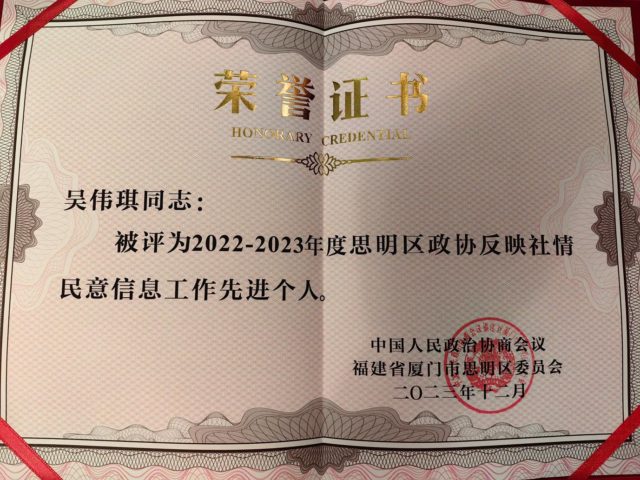 荣誉证书
HONORARY CREDENTIAL
吴伟琪同志：
被评为2022-2023年度思明区政协反映社情
民意信息工作先进个人。
中国人民政治协商会议
福建省厦门市思明区委员会
二〇二三年十二月